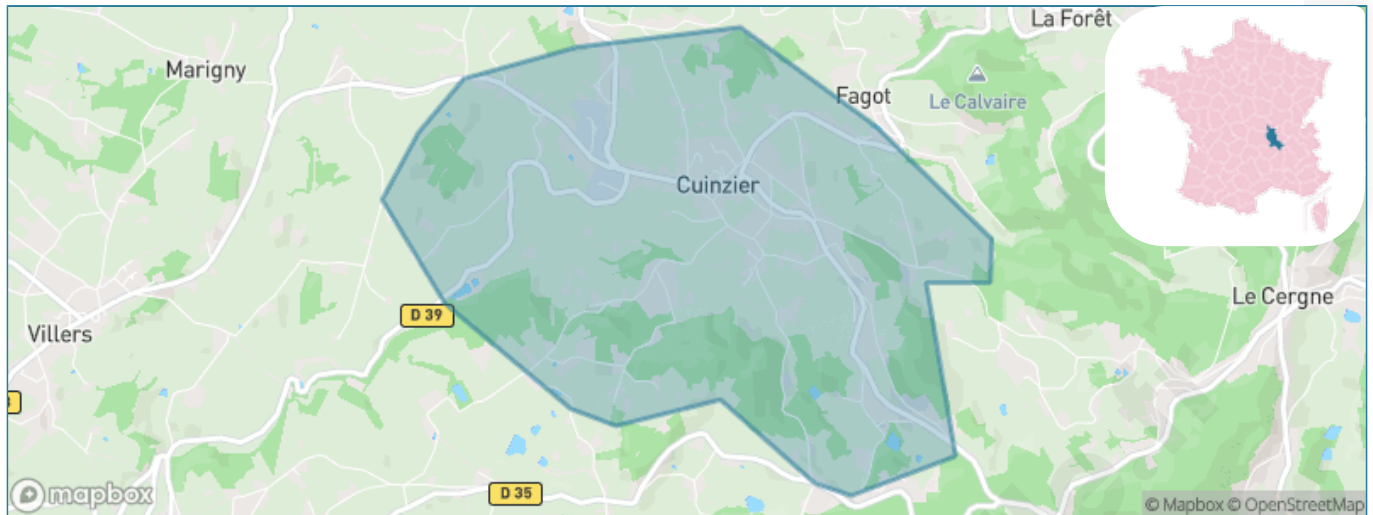 La Forêt
Marigny
Fagot
Le Calvaire
Cuinzier
Le Cergne
D 39
Villers
D 35
mapbox
© Mapbox © OpenStreetMap